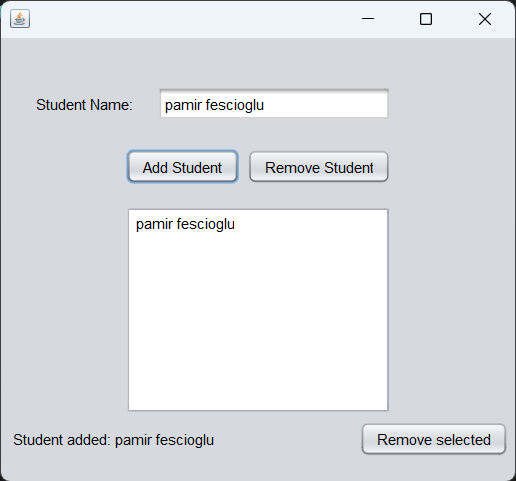 Student Name: pamir fescioglu
Add Student Remove Student
pamir fescioglu
Student added: pamir fescioglu Remove selected